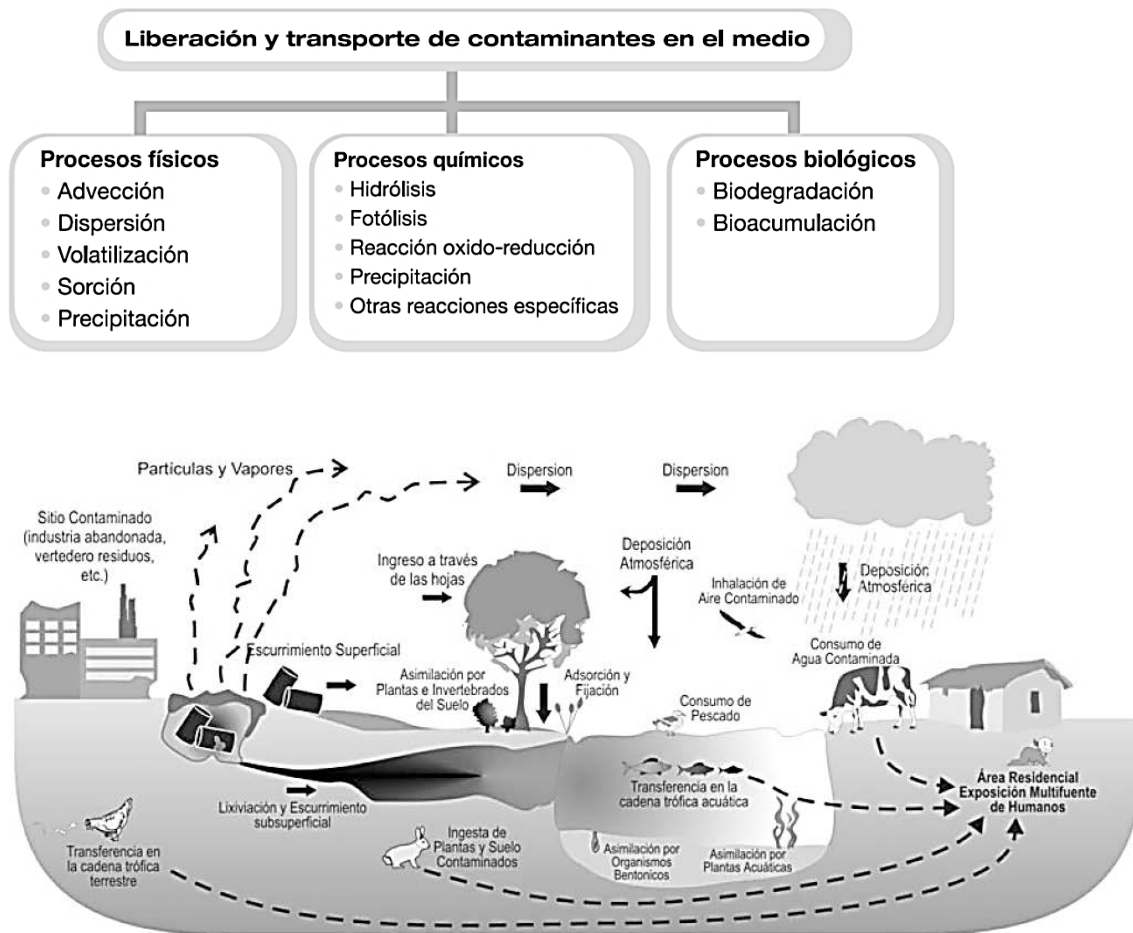 Liberación y transporte de contaminantes en el medio
Procesos físicos
Advección
Dispersión
Volatilización
Sorción
Precipitación
Procesos químicos
Hidrólisis
Fotólisis
Reacción oxido-reducción
Precipitación
Otras reacciones específicas
Procesos biológicos
Biodegradación
Bioacumulación
Partículas y Vapores
Dispersion
Dispersion
Sitio Contaminado
(industria abandonada,
vertedero residuos,
etc.)
Ingreso a través
de las hojas
Deposición
Atmosférica
Inhalación de
Aire Contaminado
Deposición
Atmosférica
Escurrimiento Superficial
Asimilación por
Plantas e Invertebrados
del Suelo
Adsorción y
Fijación
Consumo de
Agua Contaminada
Consumo de
Pescado
Transferencia en la
cadena trófica acuática
Área Residencial
Exposición Multifuente
de Humanos
Lixiviación y Escurrimiento
subsuperficial
Transferencia en
la cadena trófica
terrestre
Ingesta de
Plantas y Suelo
Contaminados
Asimilación por
Organismos
Bentonicos
Asimilación por
Plantas Acuáticas